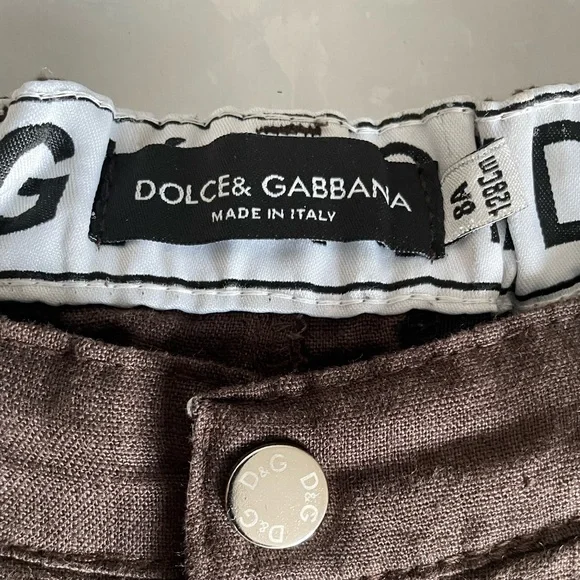 G
D
DOLCE & GABBANA
MADE IN ITALY
8A
128CM
D&G
D&G
D&G